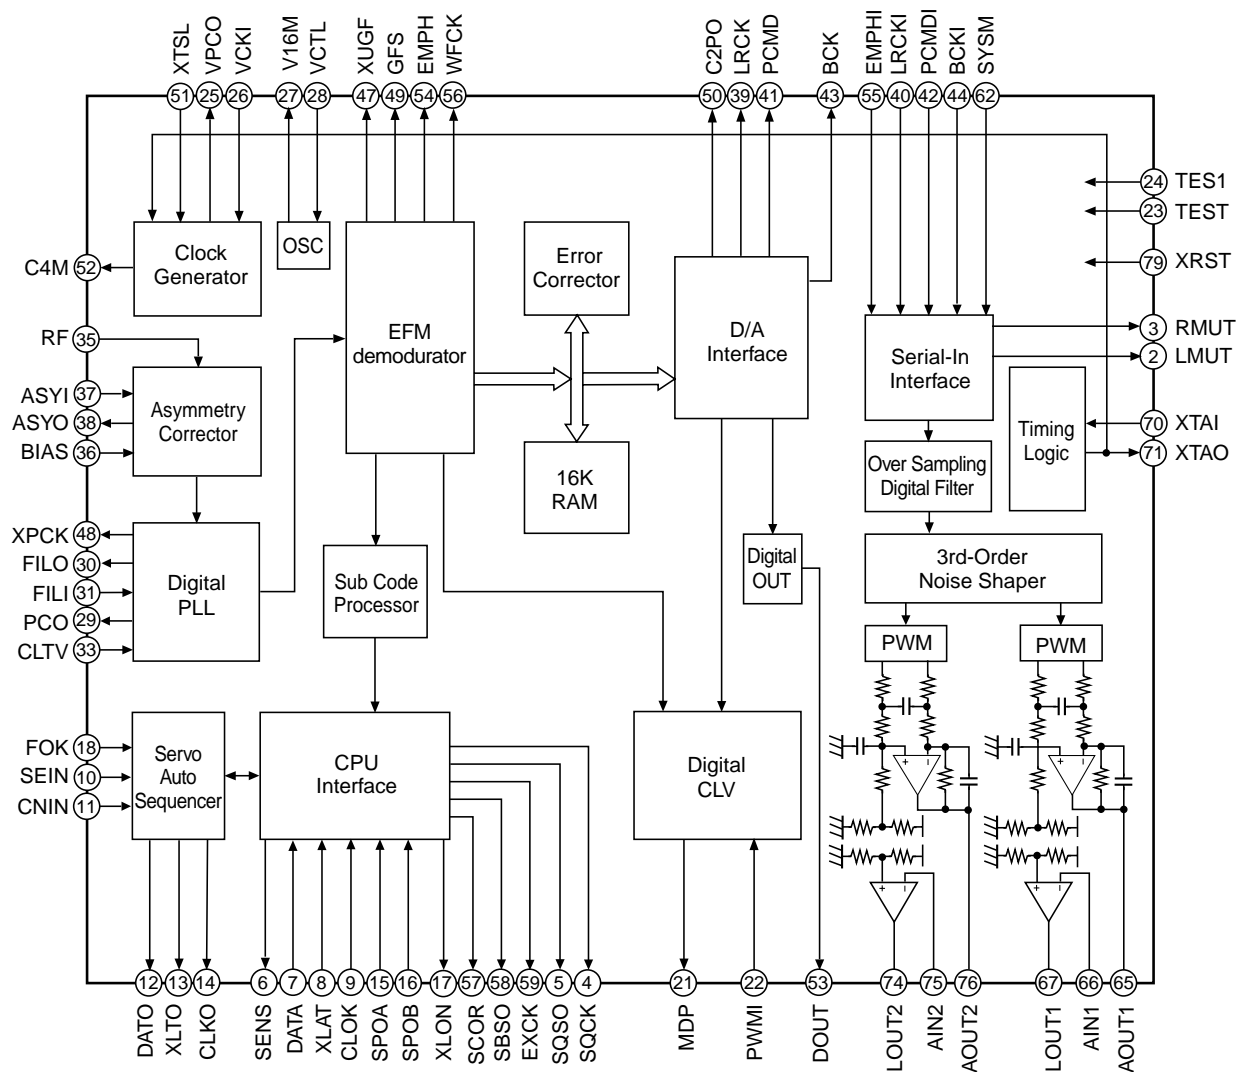 XTSL
VPCO
VCKI
V16M
VCTL
XUGF
GFS
EMPH
WFCK
C2PO
LRCK
PCMD
BCK
EMPHI
LRCKI
PCMDI
BCKI
SYSM
51
25
26
27
28
47
49
54
56
50
39
41
43
55
40
42
44
62
24 TES1
23 TEST
79 XRST
3 RMUT
2 LMUT
70 XTAI
71 XTAO
C4M 52
RF 35
ASYI 37
ASYO 38
BIAS 36
XPCK 48
FILO 30
FILI 31
PCO 29
CLTV 33
FOK 18
SEIN 10
CNIN 11
Clock
Generator
OSC
EFM
demodurator
Error
Corrector
D/A
Interface
Serial-In
Interface
Timing
Logic
Asymmetry
Corrector
16K
RAM
Over Sampling
Digital Filter
Digital
PLL
Sub Code
Processor
Digital
OUT
3rd-Order
Noise Shaper
PWM
PWM
Servo
Auto
Sequencer
CPU
Interface
Digital
CLV
+
−
+
−
+
−
+
−
12
13
14
6
7
8
9
15
16
17
57
58
59
5
4
21
22
53
74
75
76
67
66
65
DATO
XLTO
CLKO
SENS
DATA
XLAT
CLOK
SPOA
SPOB
XLON
SCOR
SBSO
EXCK
SQSO
SQCK
MDP
PWMI
DOUT
LOUT2
AIN2
AOUT2
LOUT1
AIN1
AOUT1